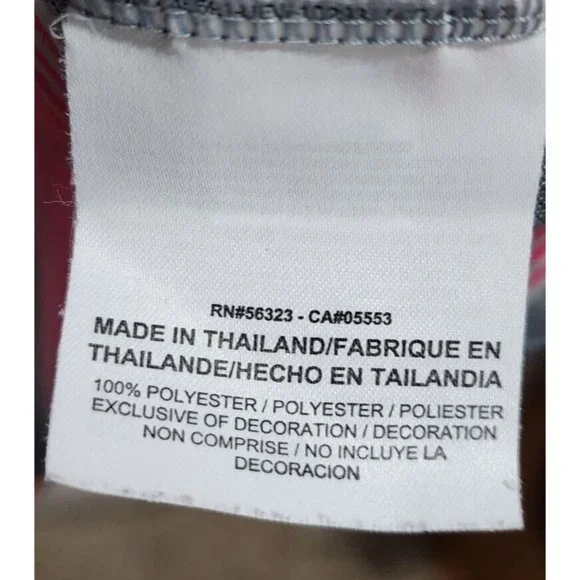 RN#56323 - CA#05553
MADE IN THAILAND/FABRIQUE EN
THAILANDE/HECHO EN TAILANDIA
100% POLYESTER / POLYESTER / POLIESTER
EXCLUSIVE OF DECORATION / DECORATION
NON COMPRISE / NO INCLUYE LA
DECORACION